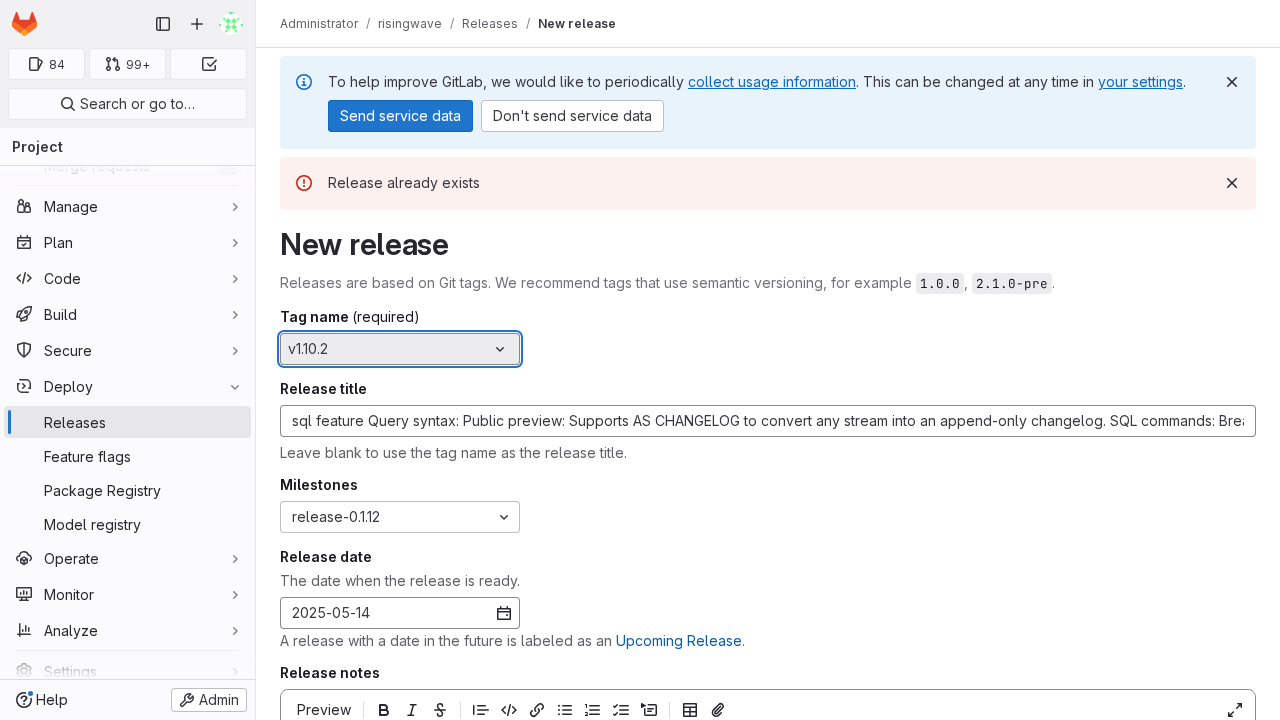 Administrator / risingwave / Releases / New release
84
99+
Search or go to…
Project
Merge requests
Manage
Plan
Code
Build
Secure
Deploy
Releases
Feature flags
Package Registry
Model registry
Operate
Monitor
Analyze
Settings
Help
Admin
To help improve GitLab, we would like to periodically collect usage information. This can be changed at any time in your settings.
Send service data
Don't send service data
Release already exists
New release
Releases are based on Git tags. We recommend tags that use semantic versioning, for example 1.0.0, 2.1.0-pre.
Tag name (required)
v1.10.2
Release title
sql feature Query syntax: Public preview: Supports AS CHANGELOG to convert any stream into an append-only changelog. SQL commands: Brea
Leave blank to use the tag name as the release title.
Milestones
release-0.1.12
Release date
The date when the release is ready.
2025-05-14
A release with a date in the future is labeled as an Upcoming Release.
Release notes
Preview